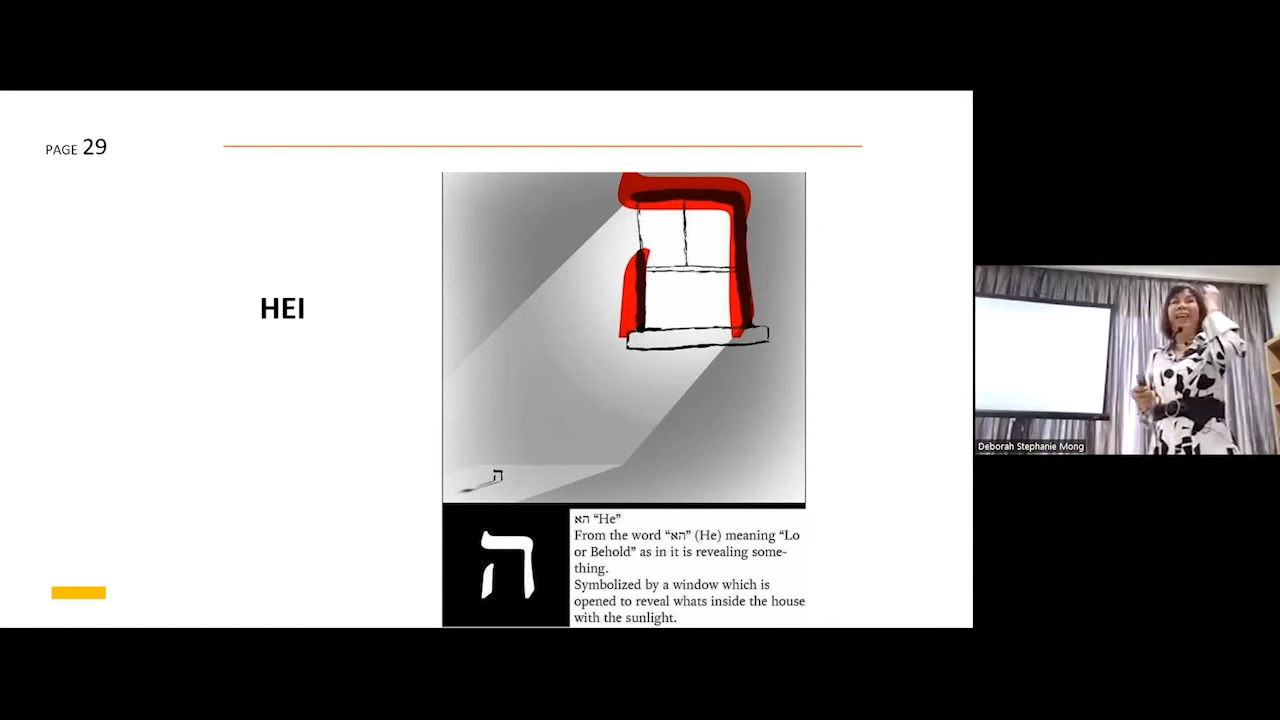 PAGE 29
HEI
ה
הא “He”
From the word “הא” (He) meaning “Lo
or Behold” as in it is revealing some-
thing.
Symbolized by a window which is
opened to reveal whats inside the house
with the sunlight.
ה
Deborah Stephanie Mong